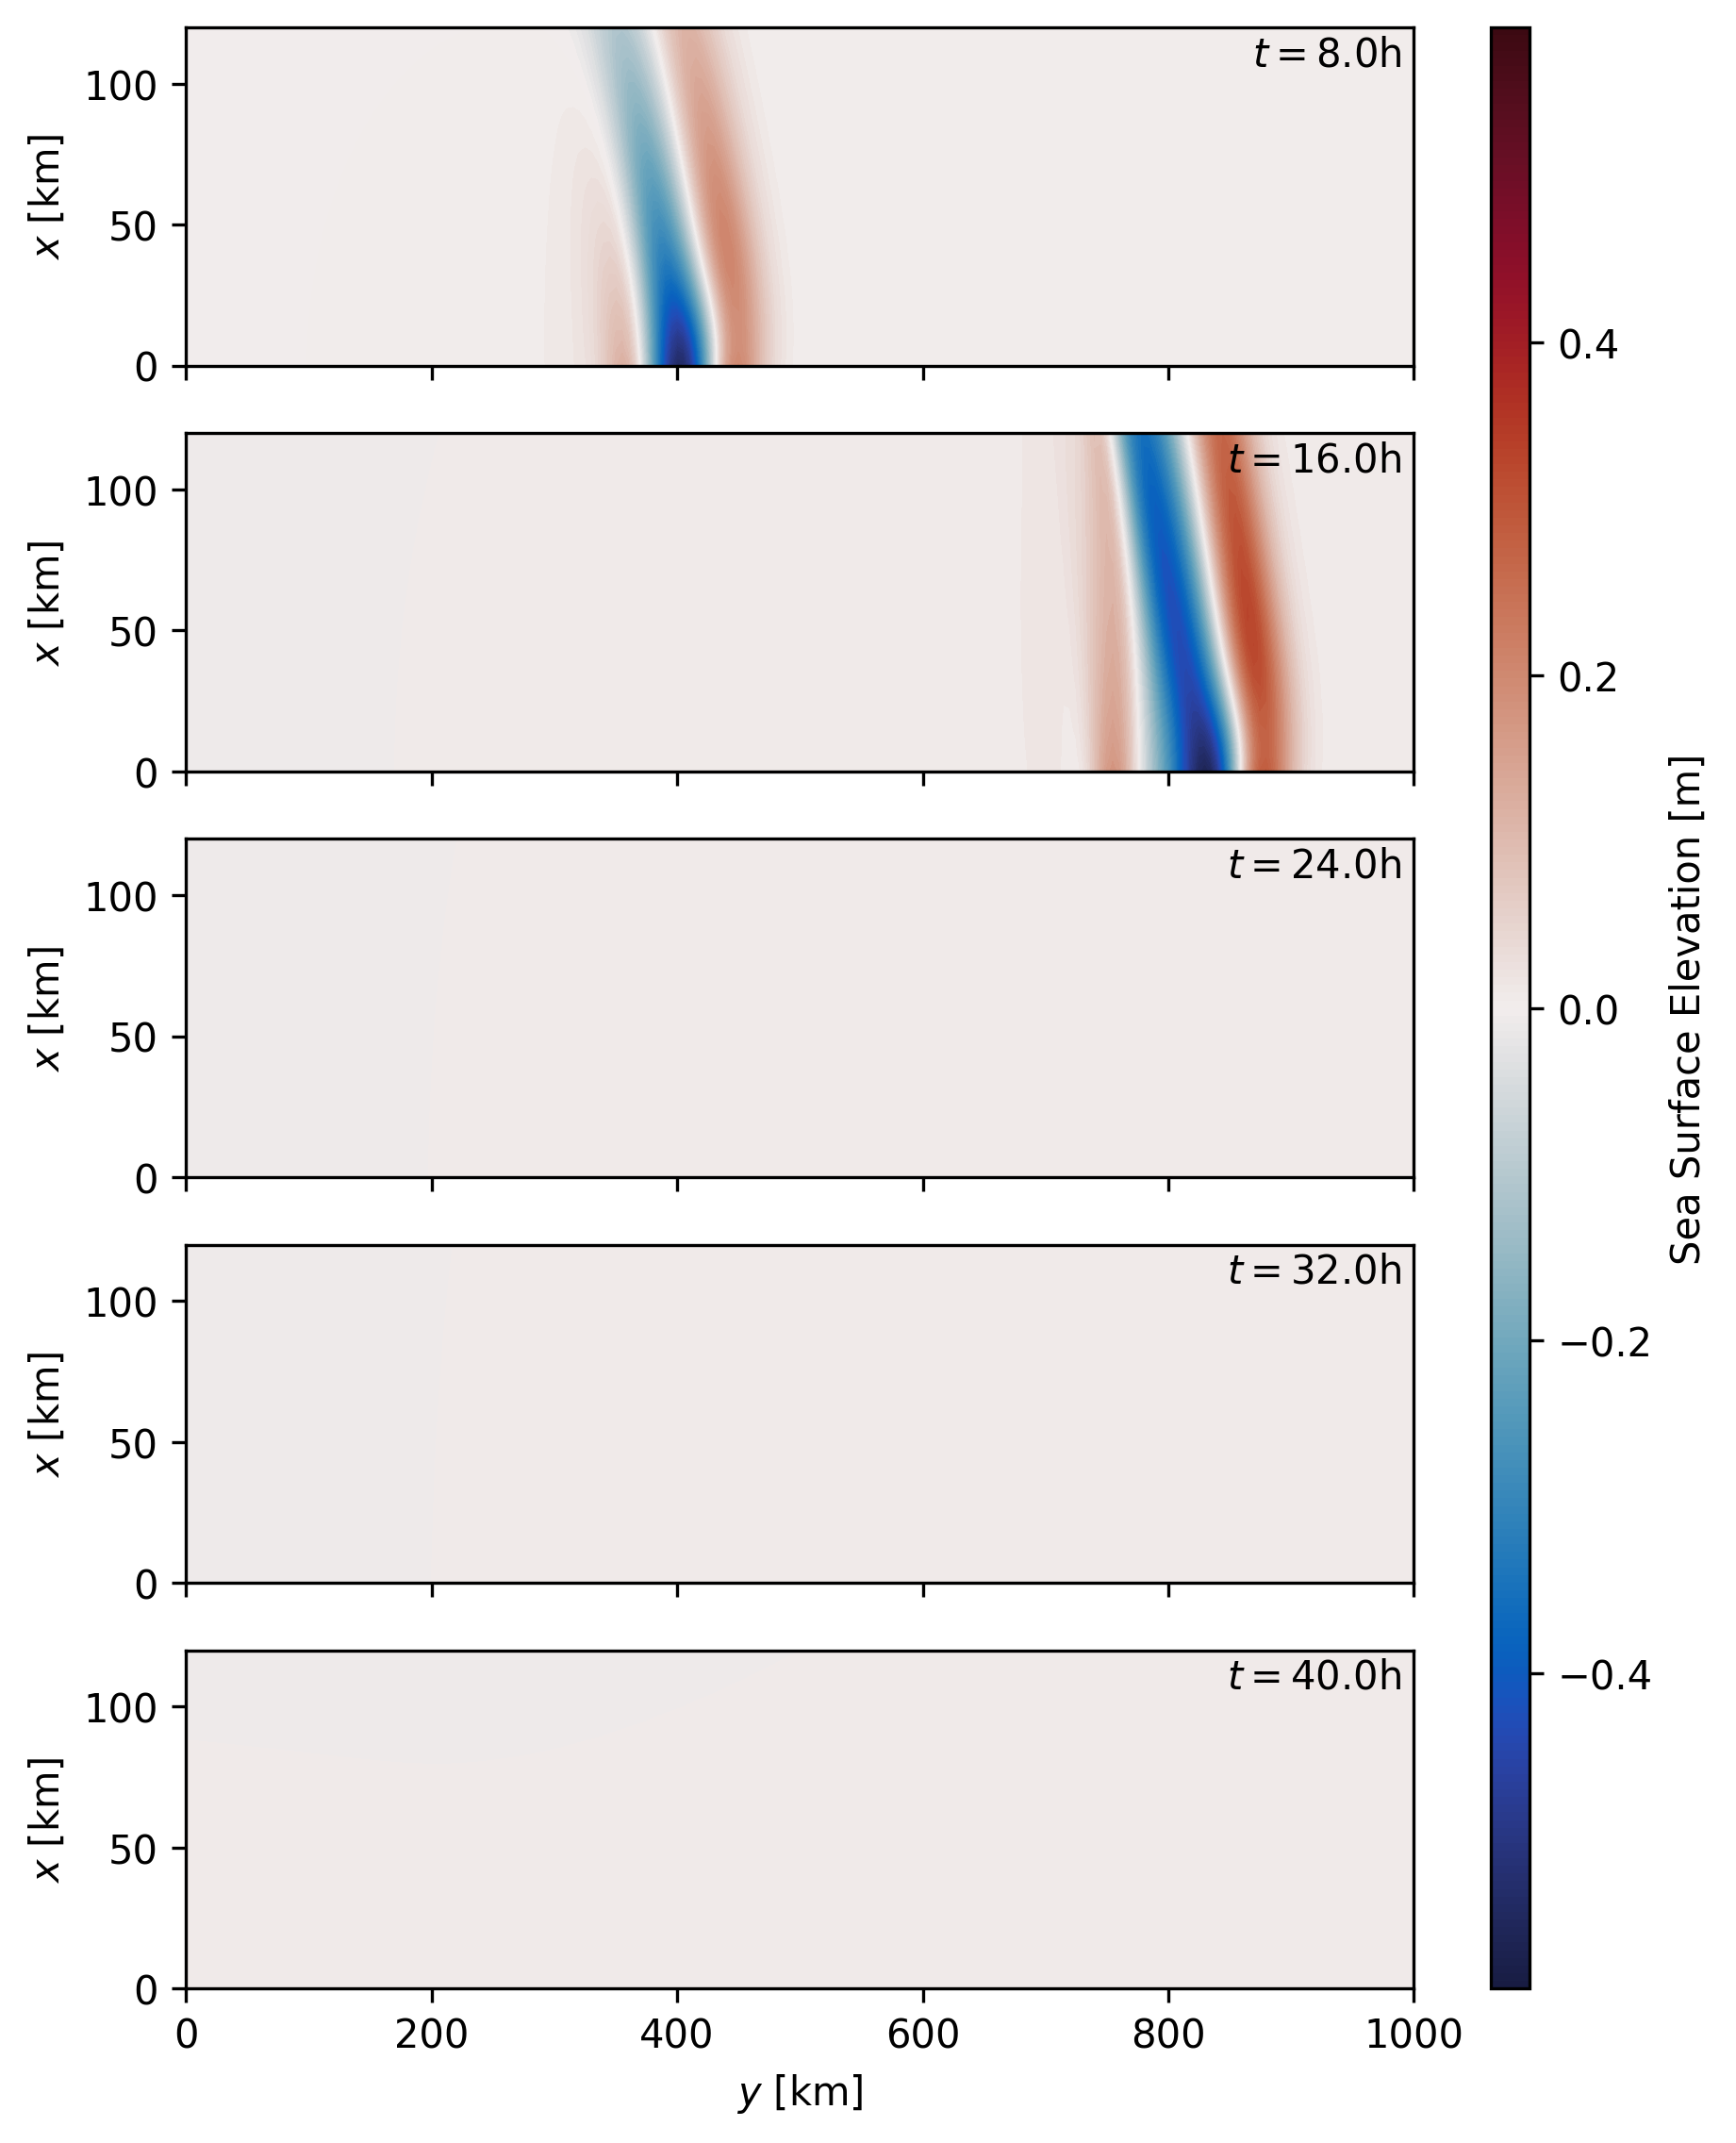 t = 8.0h
100
50
0
x [km]
t = 16.0h
100
50
0
x [km]
t = 24.0h
100
50
0
x [km]
t = 32.0h
100
50
0
x [km]
t = 40.0h
100
50
0
x [km]
0 200 400 600 800 1000
y [km]
0.4
0.2
0.0
−0.2
−0.4
Sea Surface Elevation [m]